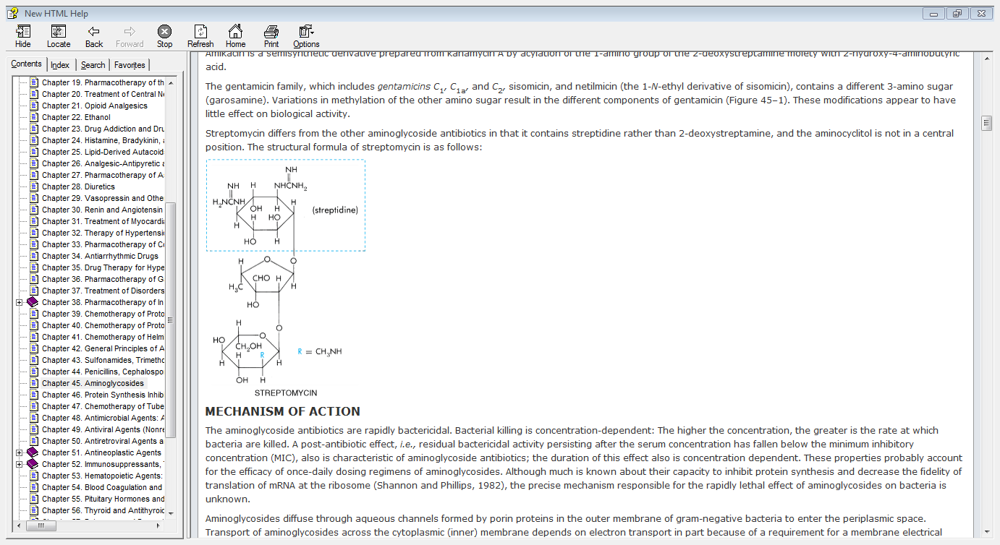 New HTML Help
Hide Locate Back Forward Stop Refresh Home Print Options
Contents Index Search Favorites
Chapter 19. Pharmacotherapy of th
Chapter 20. Treatment of Central N
Chapter 21. Opioid Analgesics
Chapter 22. Ethanol
Chapter 23. Drug Addiction and Dru
Chapter 24. Histamine, Bradykinin,
Chapter 25. Lipid-Derived Autacoid
Chapter 26. Analgesic-Antipyretic
Chapter 27. Pharmacotherapy of A
Chapter 28. Diuretics
Chapter 29. Vasopressin and Othe
Chapter 30. Renin and Angiotensin
Chapter 31. Treatment of Myocardi
Chapter 32. Therapy of Hypertensi
Chapter 33. Pharmacotherapy of C
Chapter 34. Antiarrhythmic Drugs
Chapter 35. Drug Therapy for Hype
Chapter 36. Pharmacotherapy of G
Chapter 37. Treatment of Disorders
Chapter 38. Pharmacotherapy of In
Chapter 39. Chemotherapy of Proto
Chapter 40. Chemotherapy of Proto
Chapter 41. Chemotherapy of Helm
Chapter 42. General Principles of A
Chapter 43. Sulfonamides, Trimetho
Chapter 44. Penicillins, Cephalospo
Chapter 45. Aminoglycosides
Chapter 46. Protein Synthesis Inhib
Chapter 47. Chemotherapy of Tube
Chapter 48. Antimicrobial Agents: A
Chapter 49. Antiviral Agents (Nonre
Chapter 50. Antiretroviral Agents a
Chapter 51. Antineoplastic Agents
Chapter 52. Immunosuppressants,
Chapter 53. Hematopoietic Agents:
Chapter 54. Blood Coagulation and
Chapter 55. Pituitary Hormones and
Chapter 56. Thyroid and Antithyroid
Amikacin is a semisynthetic derivative prepared from kanamycin A by acylation of the 1-amino group of the 2-deoxystreptamine moiety with 2-hydroxy-4-aminobutyric
acid.
The gentamicin family, which includes gentamicins C1, C1a, and C2, sisomicin, and netilmicin (the 1-N-ethyl derivative of sisomicin), contains a different 3-amino sugar
(garosamine). Variations in methylation of the other amino sugar result in the different components of gentamicin (Figure 45–1). These modifications appear to have
little effect on biological activity.
Streptomycin differs from the other aminoglycoside antibiotics in that it contains streptidine rather than 2-deoxystreptamine, and the aminocyclitol is not in a central
position. The structural formula of streptomycin is as follows:
NH
NH H NHCNH2
H2NCNH H
OH H
H HO (streptidine)
H
HO H
H O O
CHO H
H3C H
HO
H O
HO O
CH2OH
H R R = CH3NH
H H
OH H
STREPTOMYCIN
MECHANISM OF ACTION
The aminoglycoside antibiotics are rapidly bactericidal. Bacterial killing is concentration-dependent: The higher the concentration, the greater is the rate at which
bacteria are killed. A post-antibiotic effect, i.e., residual bactericidal activity persisting after the serum concentration has fallen below the minimum inhibitory
concentration (MIC), also is characteristic of aminoglycoside antibiotics; the duration of this effect also is concentration dependent. These properties probably account
for the efficacy of once-daily dosing regimens of aminoglycosides. Although much is known about their capacity to inhibit protein synthesis and decrease the fidelity of
translation of mRNA at the ribosome (Shannon and Phillips, 1982), the precise mechanism responsible for the rapidly lethal effect of aminoglycosides on bacteria is
unknown.
Aminoglycosides diffuse through aqueous channels formed by porin proteins in the outer membrane of gram-negative bacteria to enter the periplasmic space.
Transport of aminoglycosides across the cytoplasmic (inner) membrane depends on electron transport in part because of a requirement for a membrane electrical